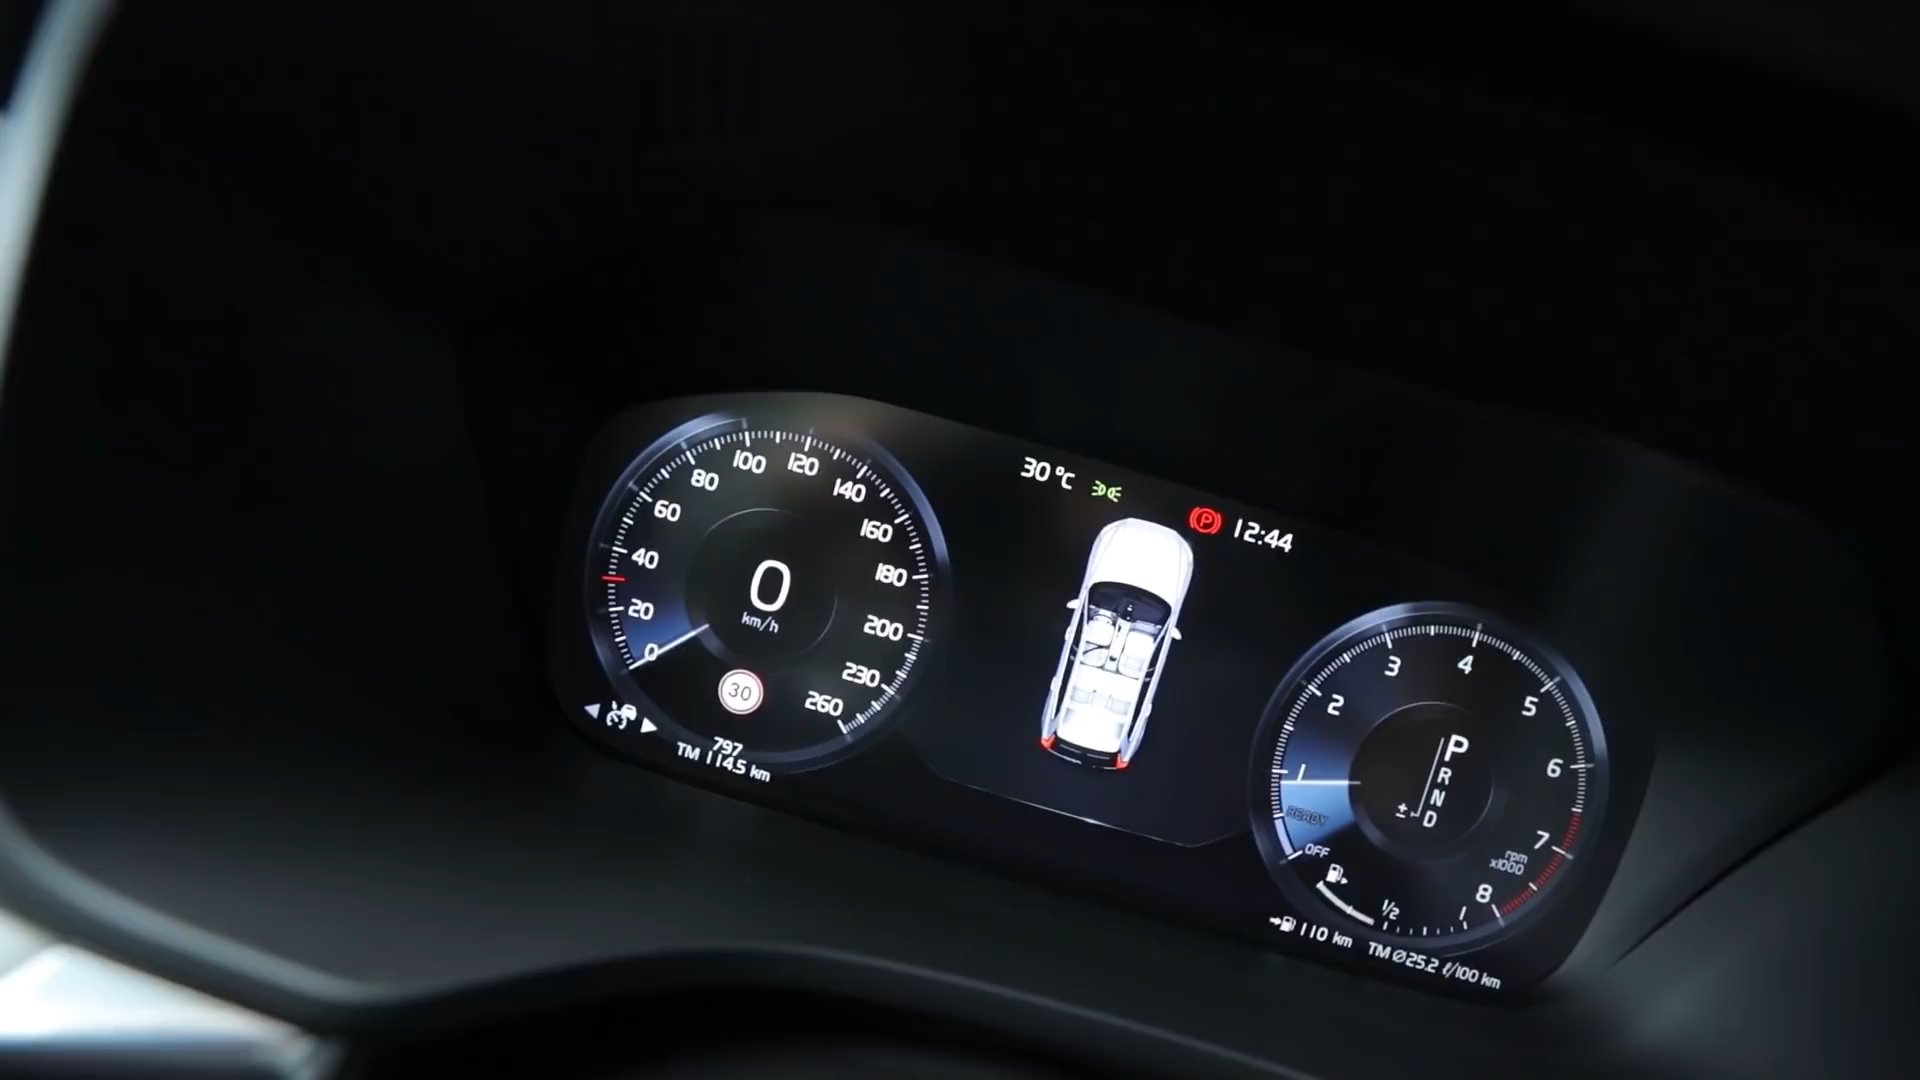 0
20
40
60
80
100
120
140
160
180
200
230
260
0
km/h
30
797
TM 114.5 km
30°C
P 12:44
OFF
READY
1
2
3
4
5
6
7
8
rpm
x1000
P
R
N
D
±
1/2
1
110 km
TM Ø25.2 ℓ/100 km